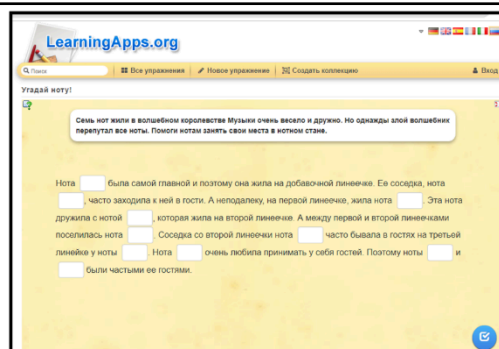 LearningApps.org
Поиск Все упражнения Новое упражнение Создать коллекцию Вход
Угадай ноту!
Семь нот жили в волшебном королевстве Музыки очень весело и дружно. Но однажды злой волшебник
перепутал все ноты. Помоги нотам занять свои места в нотном стане.
Нота была самой главной и поэтому она жила на добавочной линеечке. Ее соседка, нота
, часто заходила к ней в гости. А неподалеку, на первой линеечке, жила нота . Эта нота
дружила с нотой , которая жила на второй линеечке. А между первой и второй линеечками
поселилась нота . Соседка со второй линеечки нота часто бывала в гостях на третьей
линейке у ноты . Нота очень любила принимать у себя гостей. Поэтому ноты и
были частыми ее гостями.